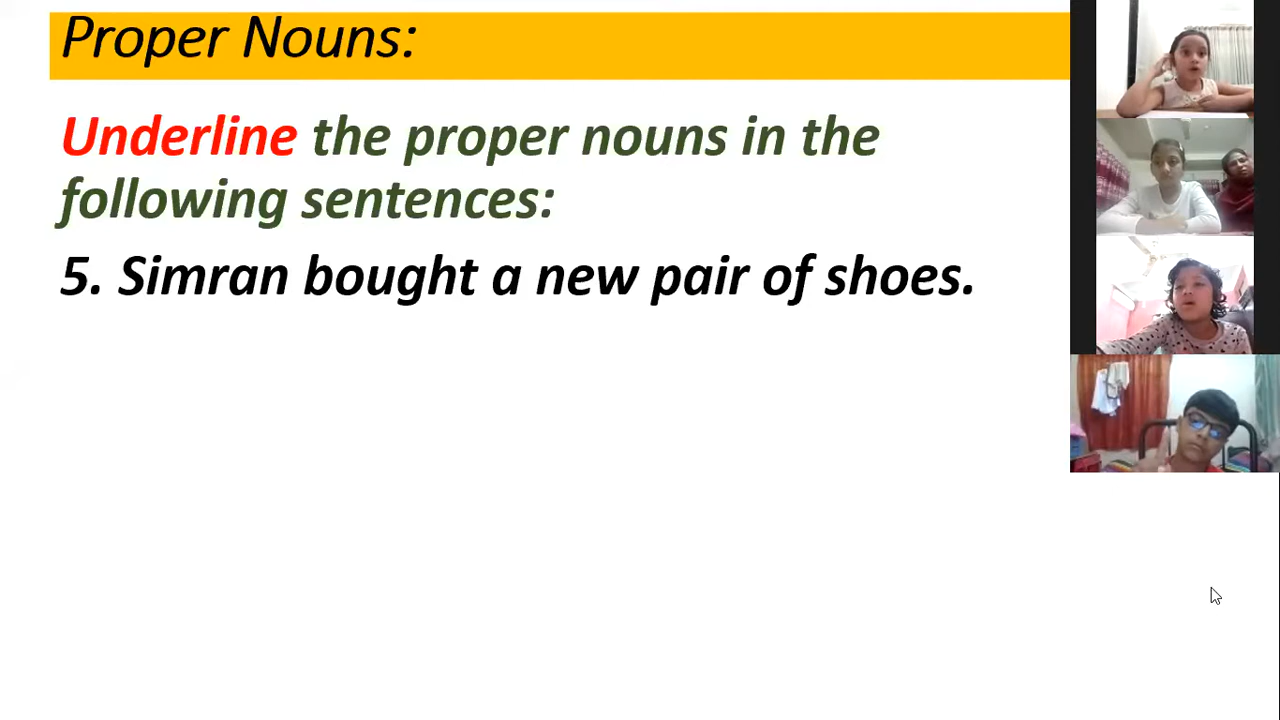 Proper Nouns:
Underline the proper nouns in the
following sentences:
5. Simran bought a new pair of shoes.